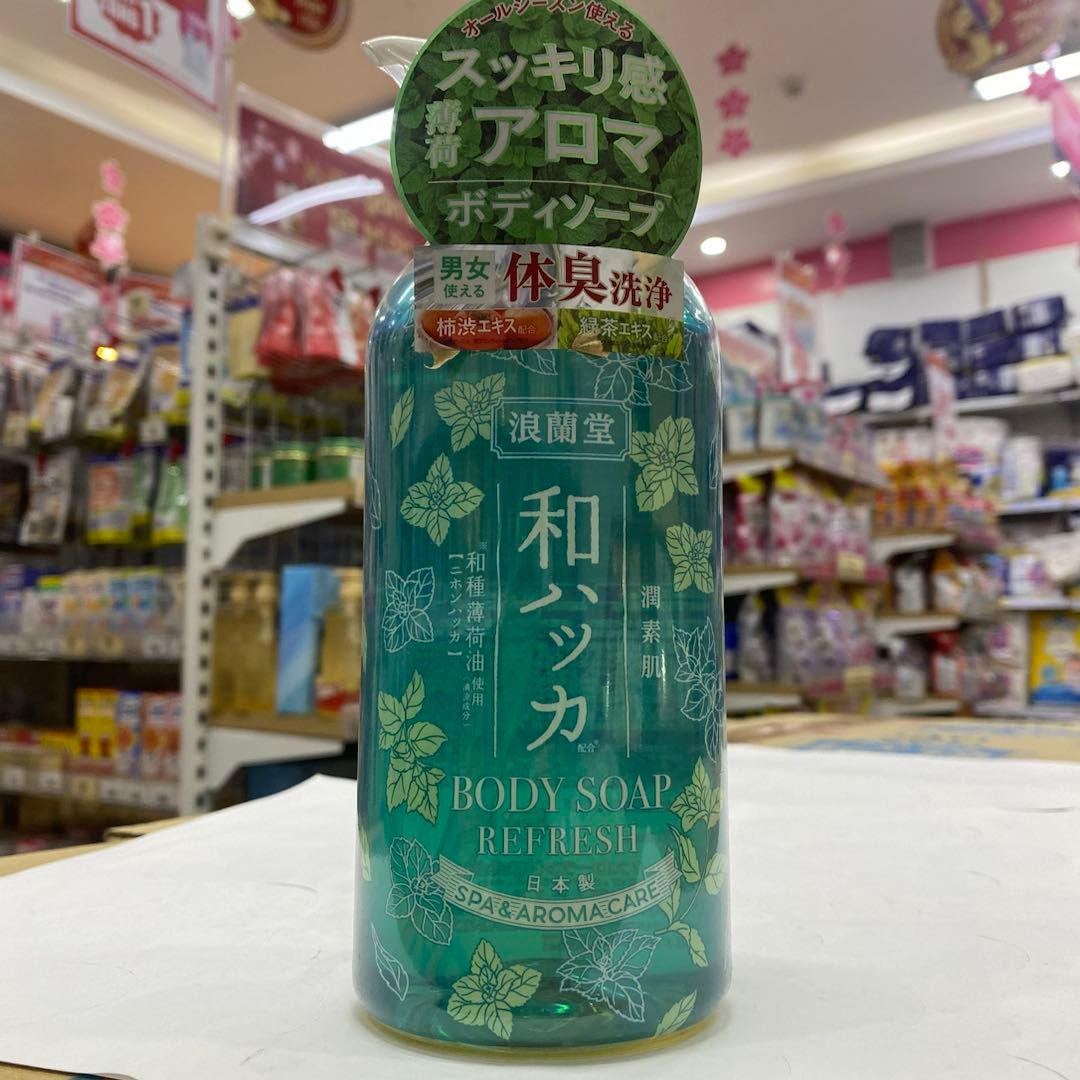 オールシーズン使える
スッキリ感
薄荷 アロマ
ボディソープ
男女
使える
体臭洗浄
柿渋エキス配合
緑茶エキス
浪蘭堂
和ハッカ
配合※
※和種薄荷油使用
【ニホンハッカ】
(清涼成分)
潤素肌
BODY SOAP
REFRESH
日本製
SPA & AROMA CARE